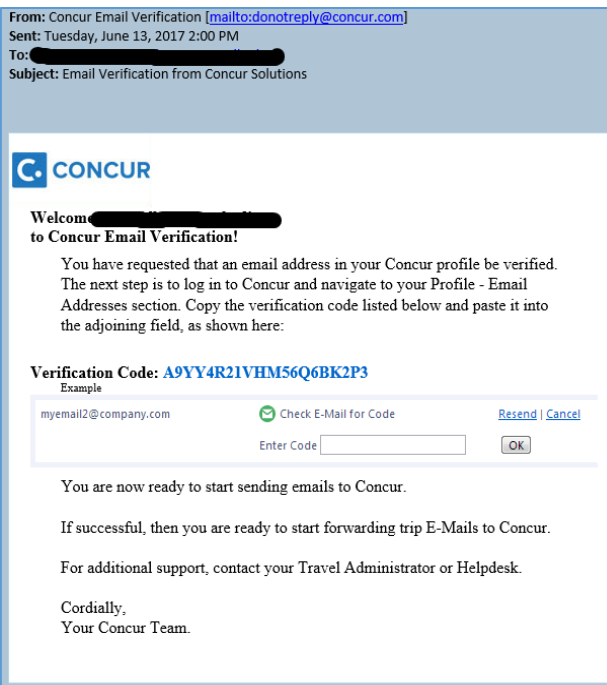 From: Concur Email Verification [mailto:donotreply@concur.com]
Sent: Tuesday, June 13, 2017 2:00 PM
To:
Subject: Email Verification from Concur Solutions
C. CONCUR
Welcome
to Concur Email Verification!
You have requested that an email address in your Concur profile be verified.
The next step is to log in to Concur and navigate to your Profile - Email
Addresses section. Copy the verification code listed below and paste it into
the adjoining field, as shown here:
Verification Code: A9YY4R21VHM56Q6BK2P3
Example
myemail2@company.com Check E-Mail for Code Resend | Cancel
Enter Code OK
You are now ready to start sending emails to Concur.
If successful, then you are ready to start forwarding trip E-Mails to Concur.
For additional support, contact your Travel Administrator or Helpdesk.
Cordially,
Your Concur Team.